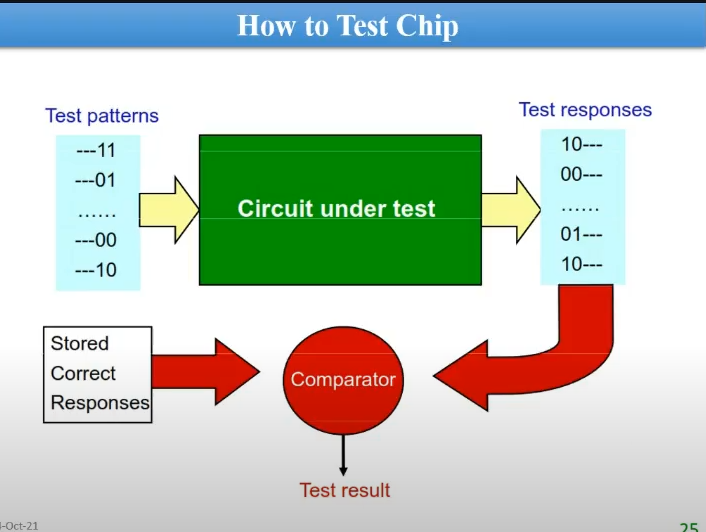 How to Test Chip
Test patterns
---11
---01
......
---00
---10
Circuit under test
Test responses
10---
00---
......
01---
10---
Stored
Correct
Responses
Comparator
Test result
-Oct-21
25